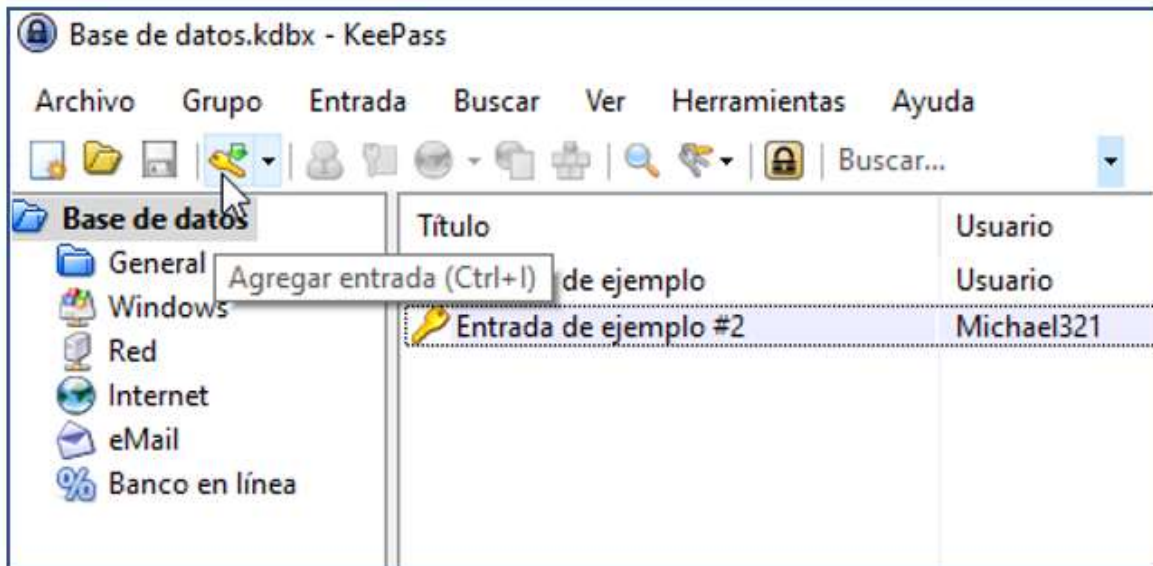 Base de datos.kdbx - KeePass
Archivo Grupo Entrada Buscar Ver Herramientas Ayuda
Buscar...
Base de datos
General
Windows
Red
Internet
eMail
Banco en línea
Agregar entrada (Ctrl+I)
Título Usuario
de ejemplo Usuario
Entrada de ejemplo #2 Michael321